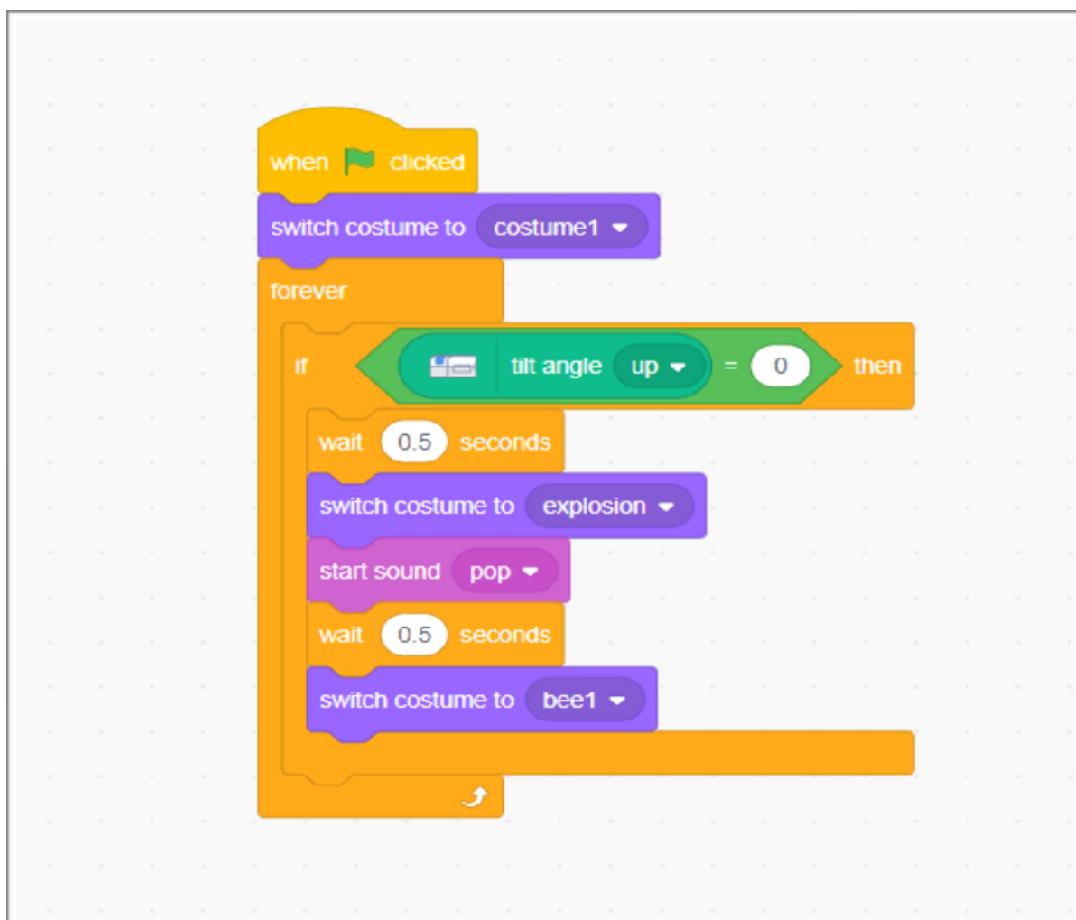 when clicked
switch costume to costume1
forever
if tilt angle up = 0 then
wait 0.5 seconds
switch costume to explosion
start sound pop
wait 0.5 seconds
switch costume to bee1